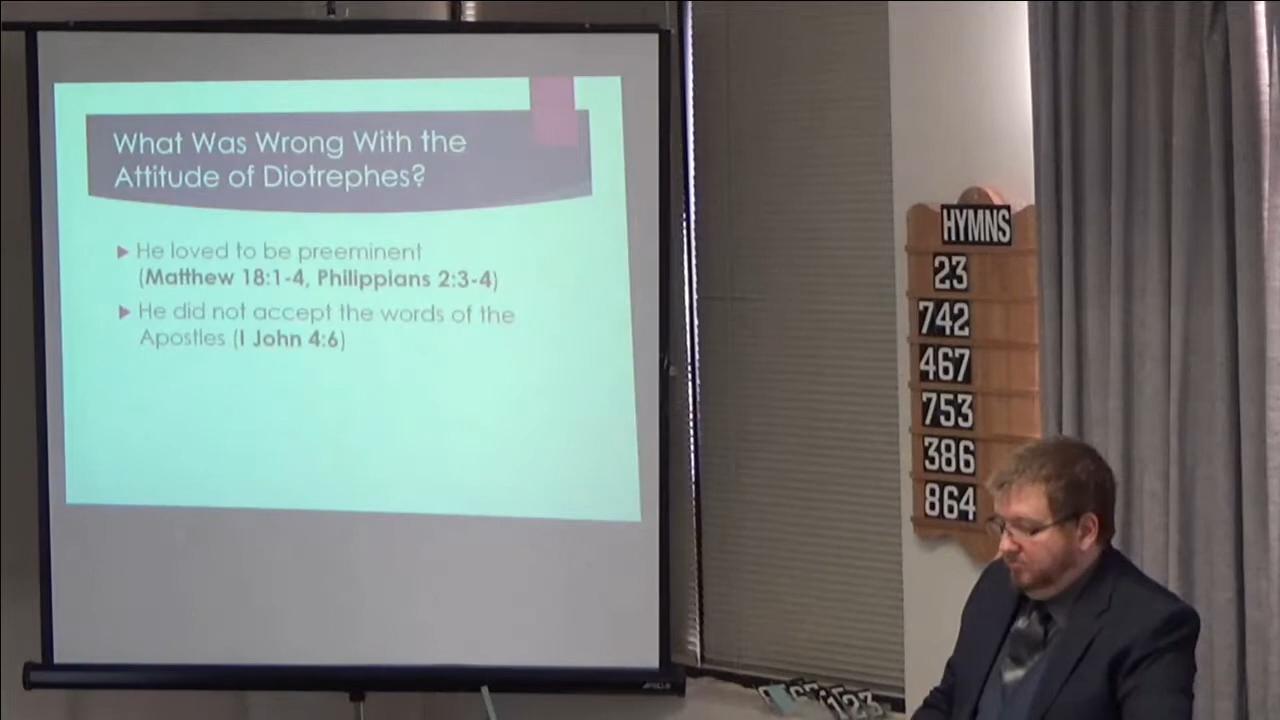 What Was Wrong With the
Attitude of Diotrephes?
He loved to be preeminent
(Matthew 18:1-4, Philippians 2:3-4)
He did not accept the words of the
Apostles (I John 4:6)
HYMNS
23
742
467
753
386
864